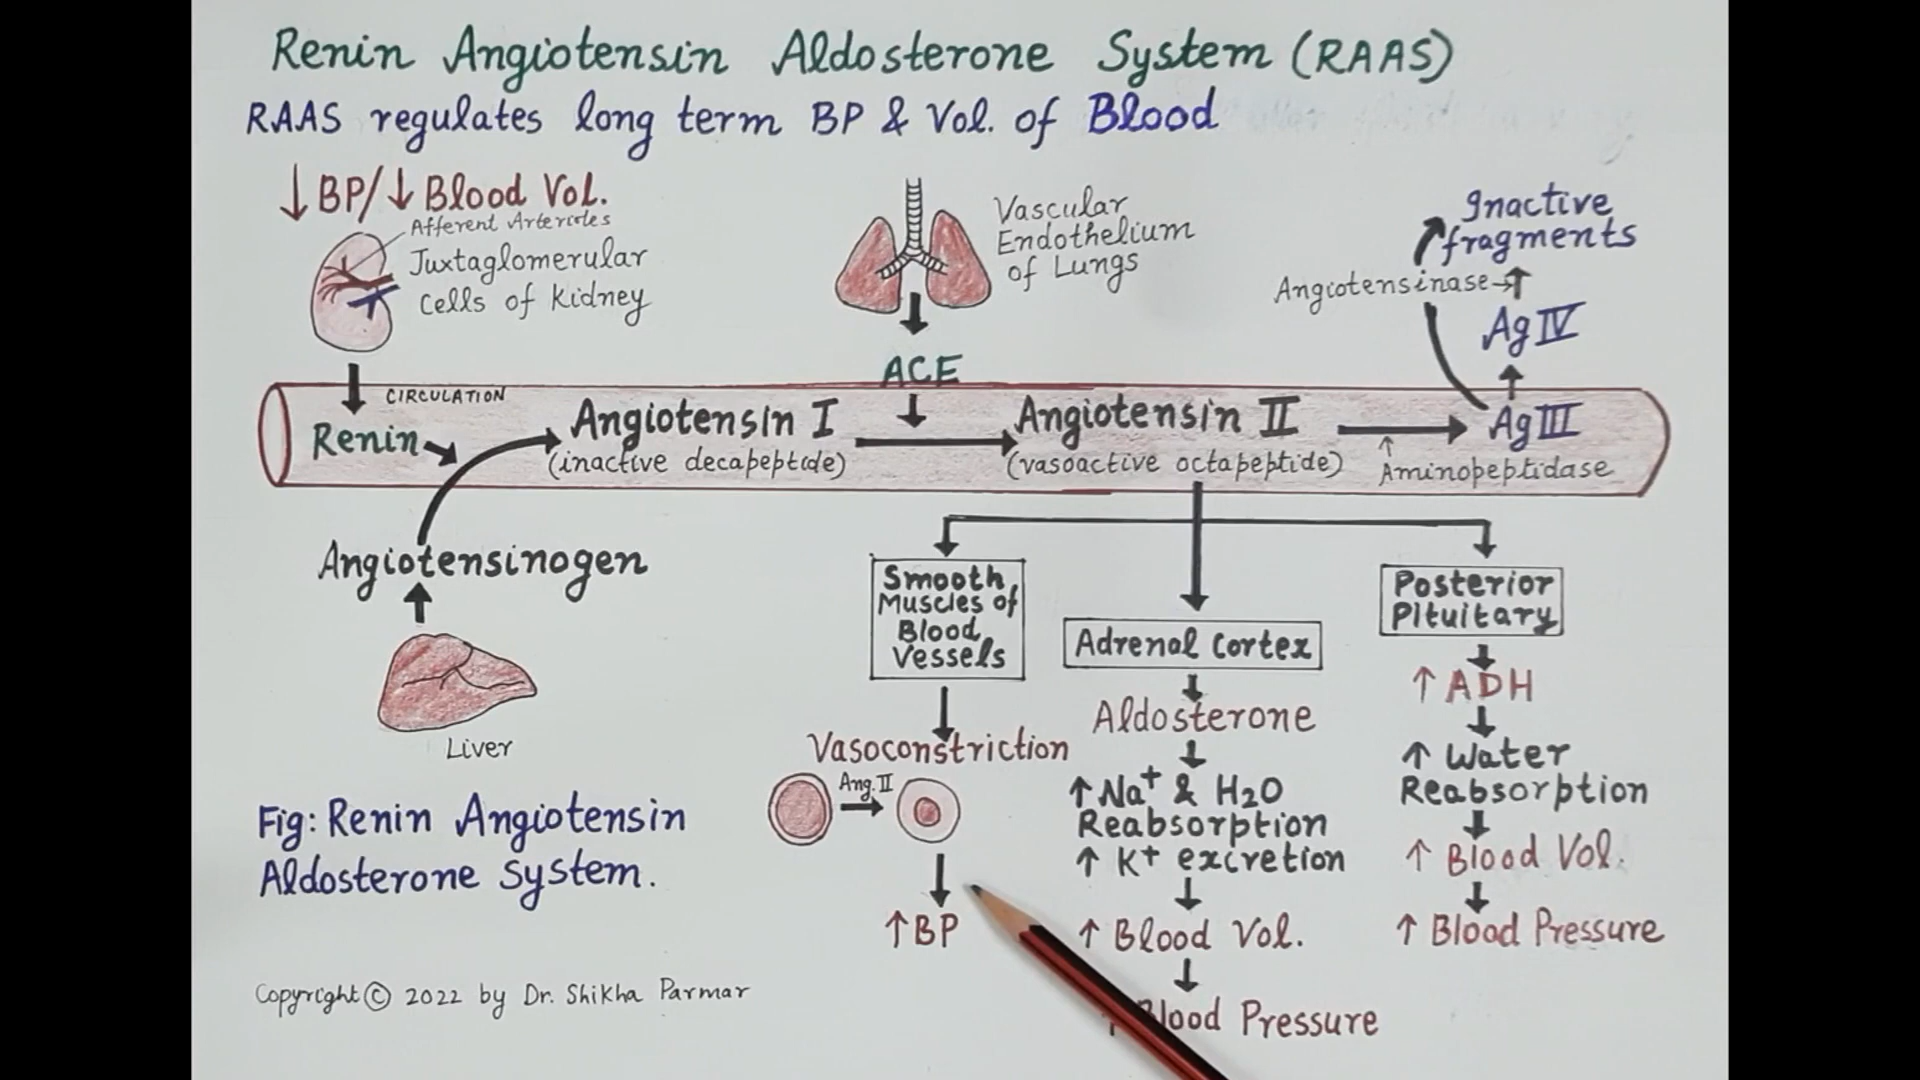 Renin Angiotensin Aldosterone System (RAAS)
RAAS regulates long term BP & Vol. of Blood
↓BP/↓Blood Vol.
Afferent Arterioles
Juxtaglomerular
Cells of Kidney
Vascular
Endothelium
of Lungs
Inactive
fragments
Angiotensinase→
Ag IV
ACE
CIRCULATION
Renin
Angiotensin I
(inactive decapeptide)
Angiotensin II
(vasoactive octapeptide)
Ag III
Aminopeptidase
Angiotensinogen
Liver
Smooth
Muscles of
Blood
Vessels
Vasoconstriction
Ang. II
↑BP
Adrenal Cortex
Aldosterone
↑Na+ & H2O
Reabsorption
↑ K+ excretion
↑ Blood Vol.
Blood Pressure
Posterior
Pituitary
↑ ADH
↑ Water
Reabsorption
↑ Blood Vol.
↑ Blood Pressure
Fig: Renin Angiotensin
Aldosterone System.
Copyright © 2022 by Dr. Shikha Parmar